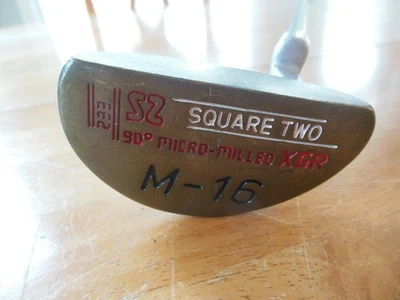 S2 SQUARE TWO
90° MICRO-MILLED XGR
M-16